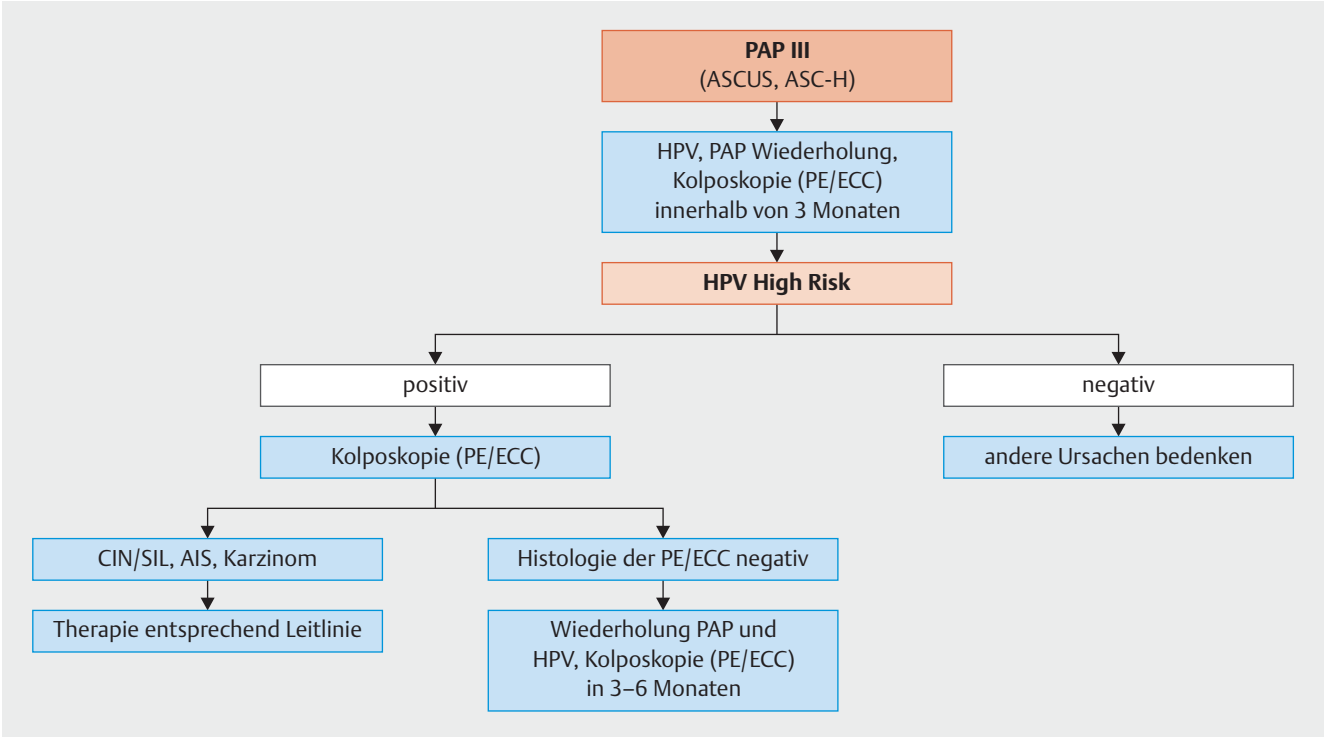 PAP III
(ASCUS, ASC-H)
HPV, PAP Wiederholung,
Kolposkopie (PE/ECC)
innerhalb von 3 Monaten
HPV High Risk
positiv
negativ
Kolposkopie (PE/ECC)
andere Ursachen bedenken
CIN/SIL, AIS, Karzinom
Histologie der PE/ECC negativ
Therapie entsprechend Leitlinie
Wiederholung PAP und
HPV, Kolposkopie (PE/ECC)
in 3–6 Monaten